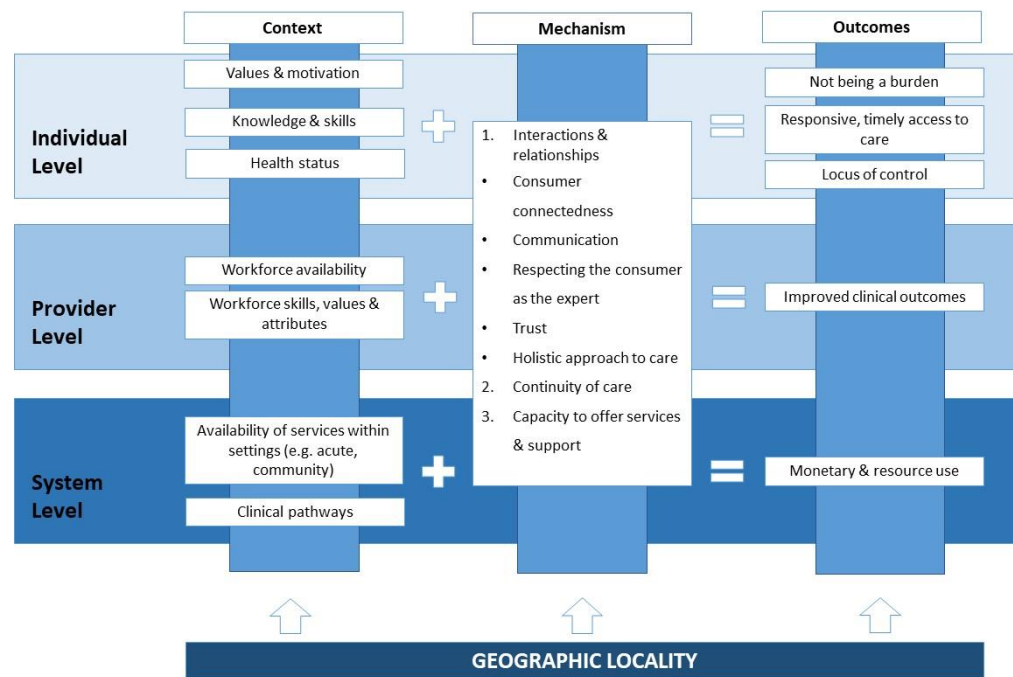 Context
Mechanism
Outcomes
Individual
Level
Values & motivation
Knowledge & skills
Health status
Not being a burden
Responsive, timely access to
care
Locus of control
1. Interactions &
relationships
• Consumer
connectedness
• Communication
• Respecting the consumer
as the expert
• Trust
• Holistic approach to care
2. Continuity of care
3. Capacity to offer services
& support
Provider
Level
Workforce availability
Workforce skills, values &
attributes
Improved clinical outcomes
System
Level
Availability of services within
settings (e.g. acute,
community)
Clinical pathways
Monetary & resource use
GEOGRAPHIC LOCALITY